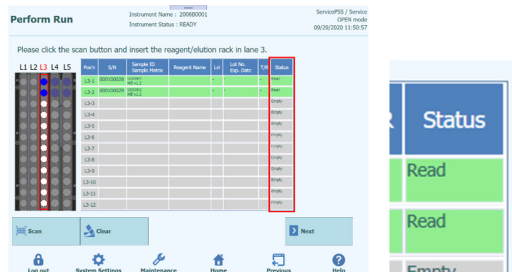 Perform Run
Instrument Name : 200680001
Instrument Status : READY
ServicePSS / Service
OPEN mode
09/29/2020 11:50:57
Please click the scan button and insert the reagent/elution rack in lane 3.
L1 L2 L3 L4 L5
Pos'n S/N Sample ID Sample Matrix Reagent Name Lvl Lot No. Exp. Date T/R Status
L3-1 000100028 Read
L3-2 000100029 Read
L3-3 Empty
L3-4 Empty
L3-5 Empty
L3-6 Empty
L3-7 Empty
L3-8 Empty
L3-9 Empty
L3-10 Empty
L3-11 Empty
L3-12 Empty
Scan Clear Next
Log out System Settings Maintenance Home Previous Help
Status
Read
Read
Empty